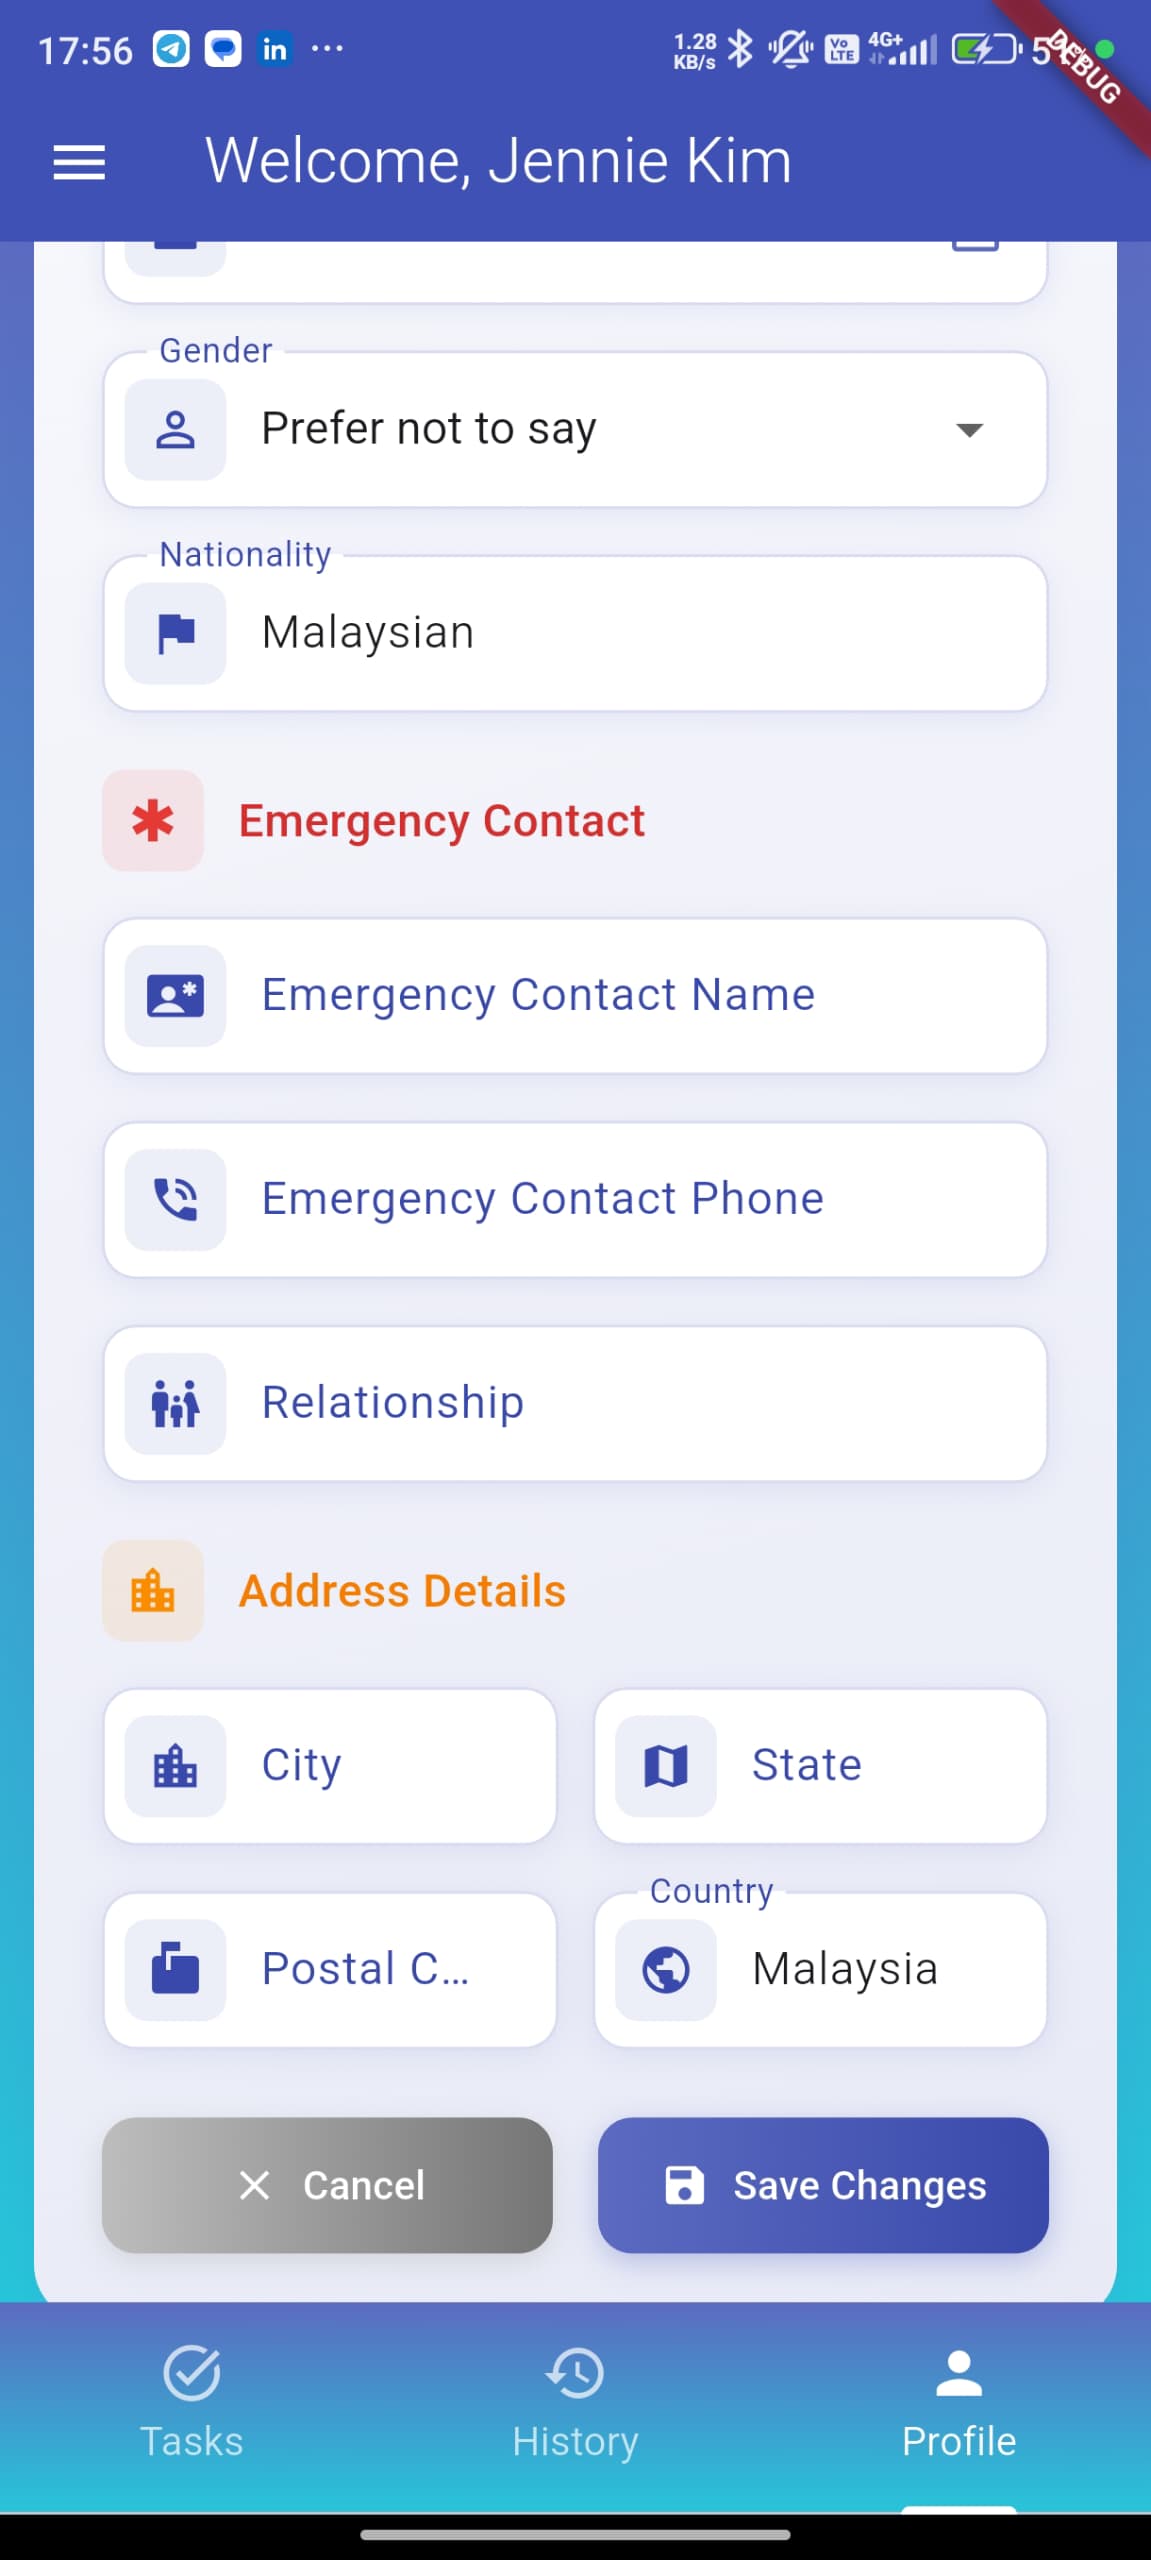 17:56
1.28
KB/s
Vo
LTE
4G+
DEBUG
Welcome, Jennie Kim
Gender
Prefer not to say
Nationality
Malaysian
Emergency Contact
Emergency Contact Name
Emergency Contact Phone
Relationship
Address Details
City
State
Postal C...
Country
Malaysia
Cancel
Save Changes
Tasks
History
Profile